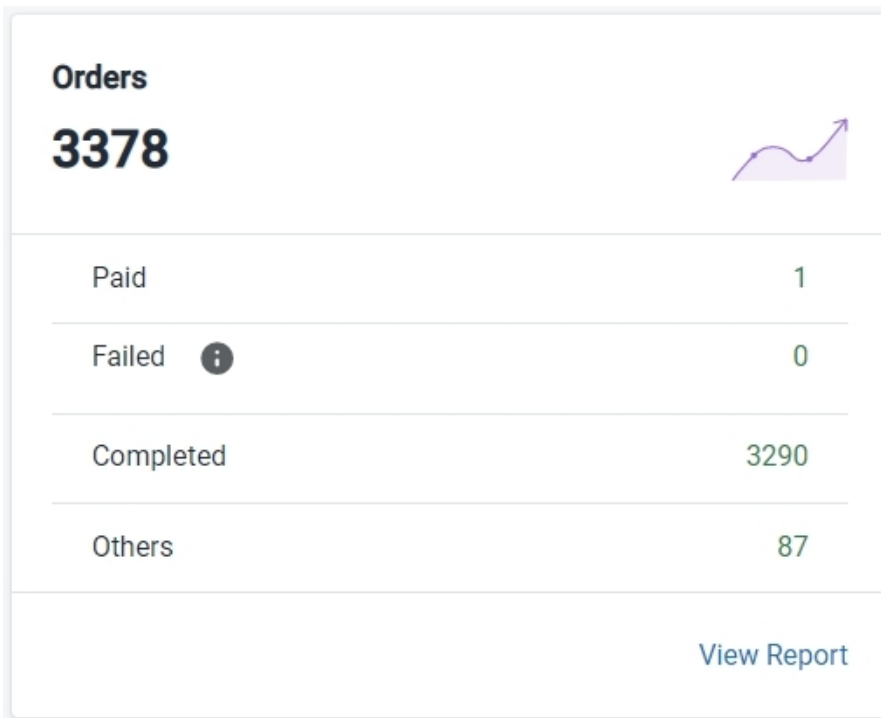 Orders
3378
Paid 1
Failed 0
Completed 3290
Others 87
View Report